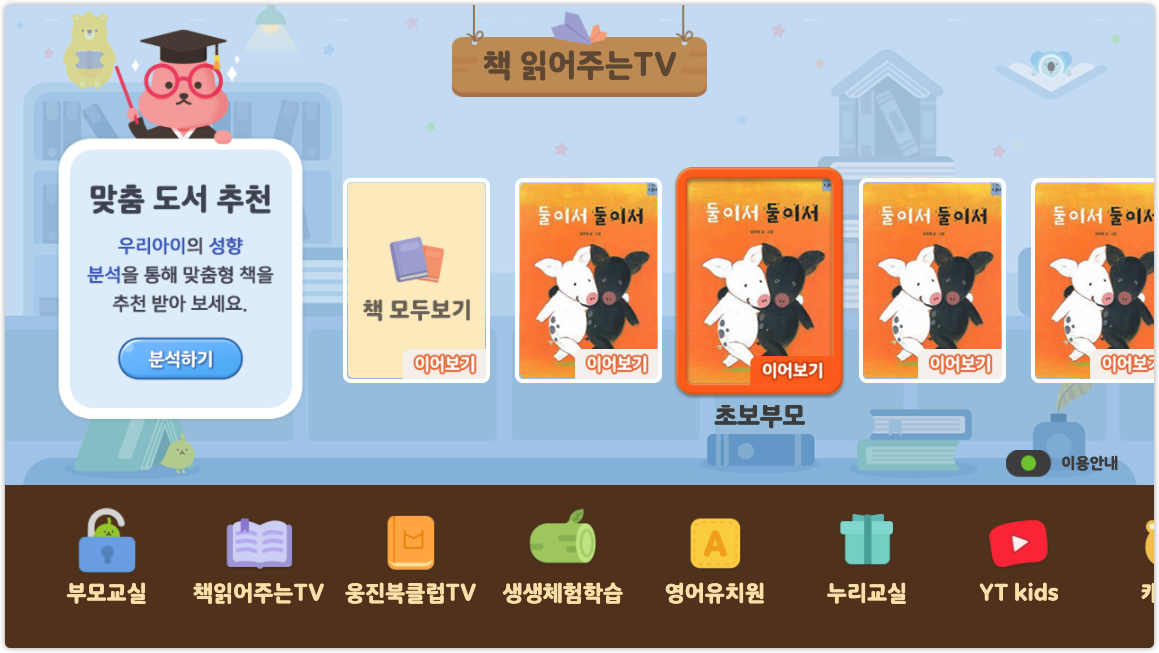 책 읽어주는TV
맞춤 도서 추천
우리아이의 성향
분석을 통해 맞춤형 책을
추천 받아 보세요.
분석하기
책 모두보기
이어보기
둘이서 둘이서
이어보기
둘이서 둘이서
이어보기
초보부모
둘이서 둘이서
이어보기
둘이서 둘이서
이어보기
이용안내
부모교실
책읽어주는TV
웅진북클럽TV
생생체험학습
A
영어유치원
누리교실
YT kids